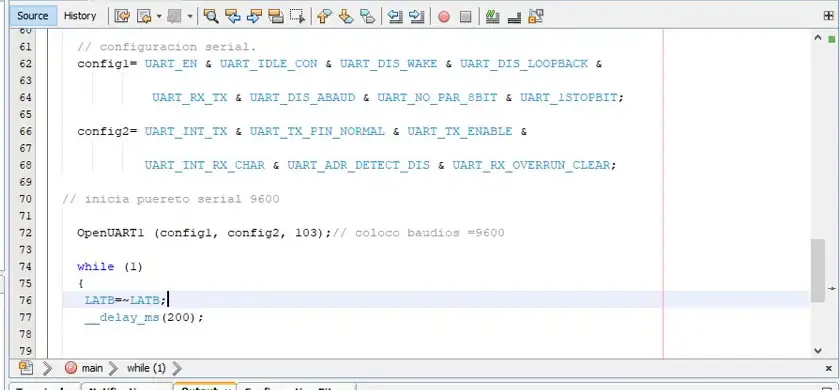 Source History
60
61 // configuracion serial.
62 config1= UART_EN & UART_IDLE_CON & UART_DIS_WAKE & UART_DIS_LOOPBACK &
63
64 UART_RX_TX & UART_DIS_ABAUD & UART_NO_PAR_8BIT & UART_1STOPBIT;
65
66 config2= UART_INT_TX & UART_TX_PIN_NORMAL & UART_TX_ENABLE &
67
68 UART_INT_RX_CHAR & UART_ADR_DETECT_DIS & UART_RX_OVERRUN_CLEAR;
69
70 // inicia puereto serial 9600
71
72 OpenUART1 (config1, config2, 103);// coloco baudios =9600
73
74 while (1)
75 {
76 LATB=~LATB;
77 __delay_ms(200);
78
79
main while (1)